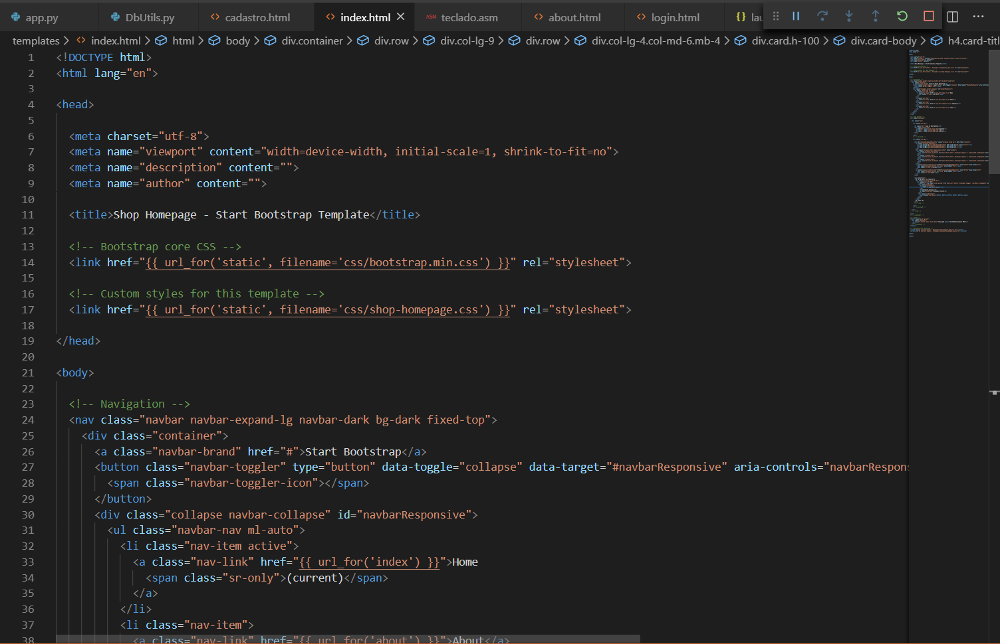 app.py DbUtils.py cadastro.html index.html ASM teclado.asm about.html login.html {} lau
templates > index.html > html > body > div.container > div.row > div.col-lg-9 > div.row > div.col-lg-4.col-md-6.mb-4 > div.card.h-100 > div.card-body > h4.card-titl
1 <!DOCTYPE html>
2 <html lang="en">
3
4 <head>
5
6 <meta charset="utf-8">
7 <meta name="viewport" content="width=device-width, initial-scale=1, shrink-to-fit=no">
8 <meta name="description" content="">
9 <meta name="author" content="">
10
11 <title>Shop Homepage - Start Bootstrap Template</title>
12
13 <!-- Bootstrap core CSS -->
14 <link href="{{ url_for('static', filename='css/bootstrap.min.css') }}" rel="stylesheet">
15
16 <!-- Custom styles for this template -->
17 <link href="{{ url_for('static', filename='css/shop-homepage.css') }}" rel="stylesheet">
18
19 </head>
20
21 <body>
22
23 <!-- Navigation -->
24 <nav class="navbar navbar-expand-lg navbar-dark bg-dark fixed-top">
25 <div class="container">
26 <a class="navbar-brand" href="#">Start Bootstrap</a>
27 <button class="navbar-toggler" type="button" data-toggle="collapse" data-target="#navbarResponsive" aria-controls="navbarRespons
28 <span class="navbar-toggler-icon"></span>
29 </button>
30 <div class="collapse navbar-collapse" id="navbarResponsive">
31 <ul class="navbar-nav ml-auto">
32 <li class="nav-item active">
33 <a class="nav-link" href="{{ url_for('index') }}">Home
34 <span class="sr-only">(current)</span>
35 </a>
36 </li>
37 <li class="nav-item">
38 <a class="nav-link" href="{{ url_for('about') }}">About</a>